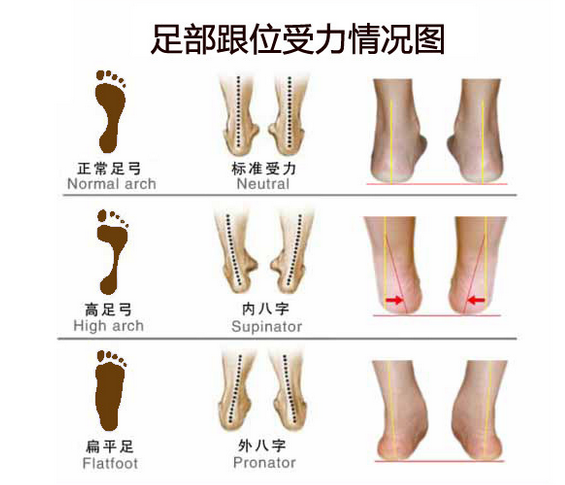 足部跟位受力情况图
正常足弓
Normal arch
标准受力
Neutral
高足弓
High arch
内八字
Supinator
扁平足
Flatfoot
外八字
Pronator